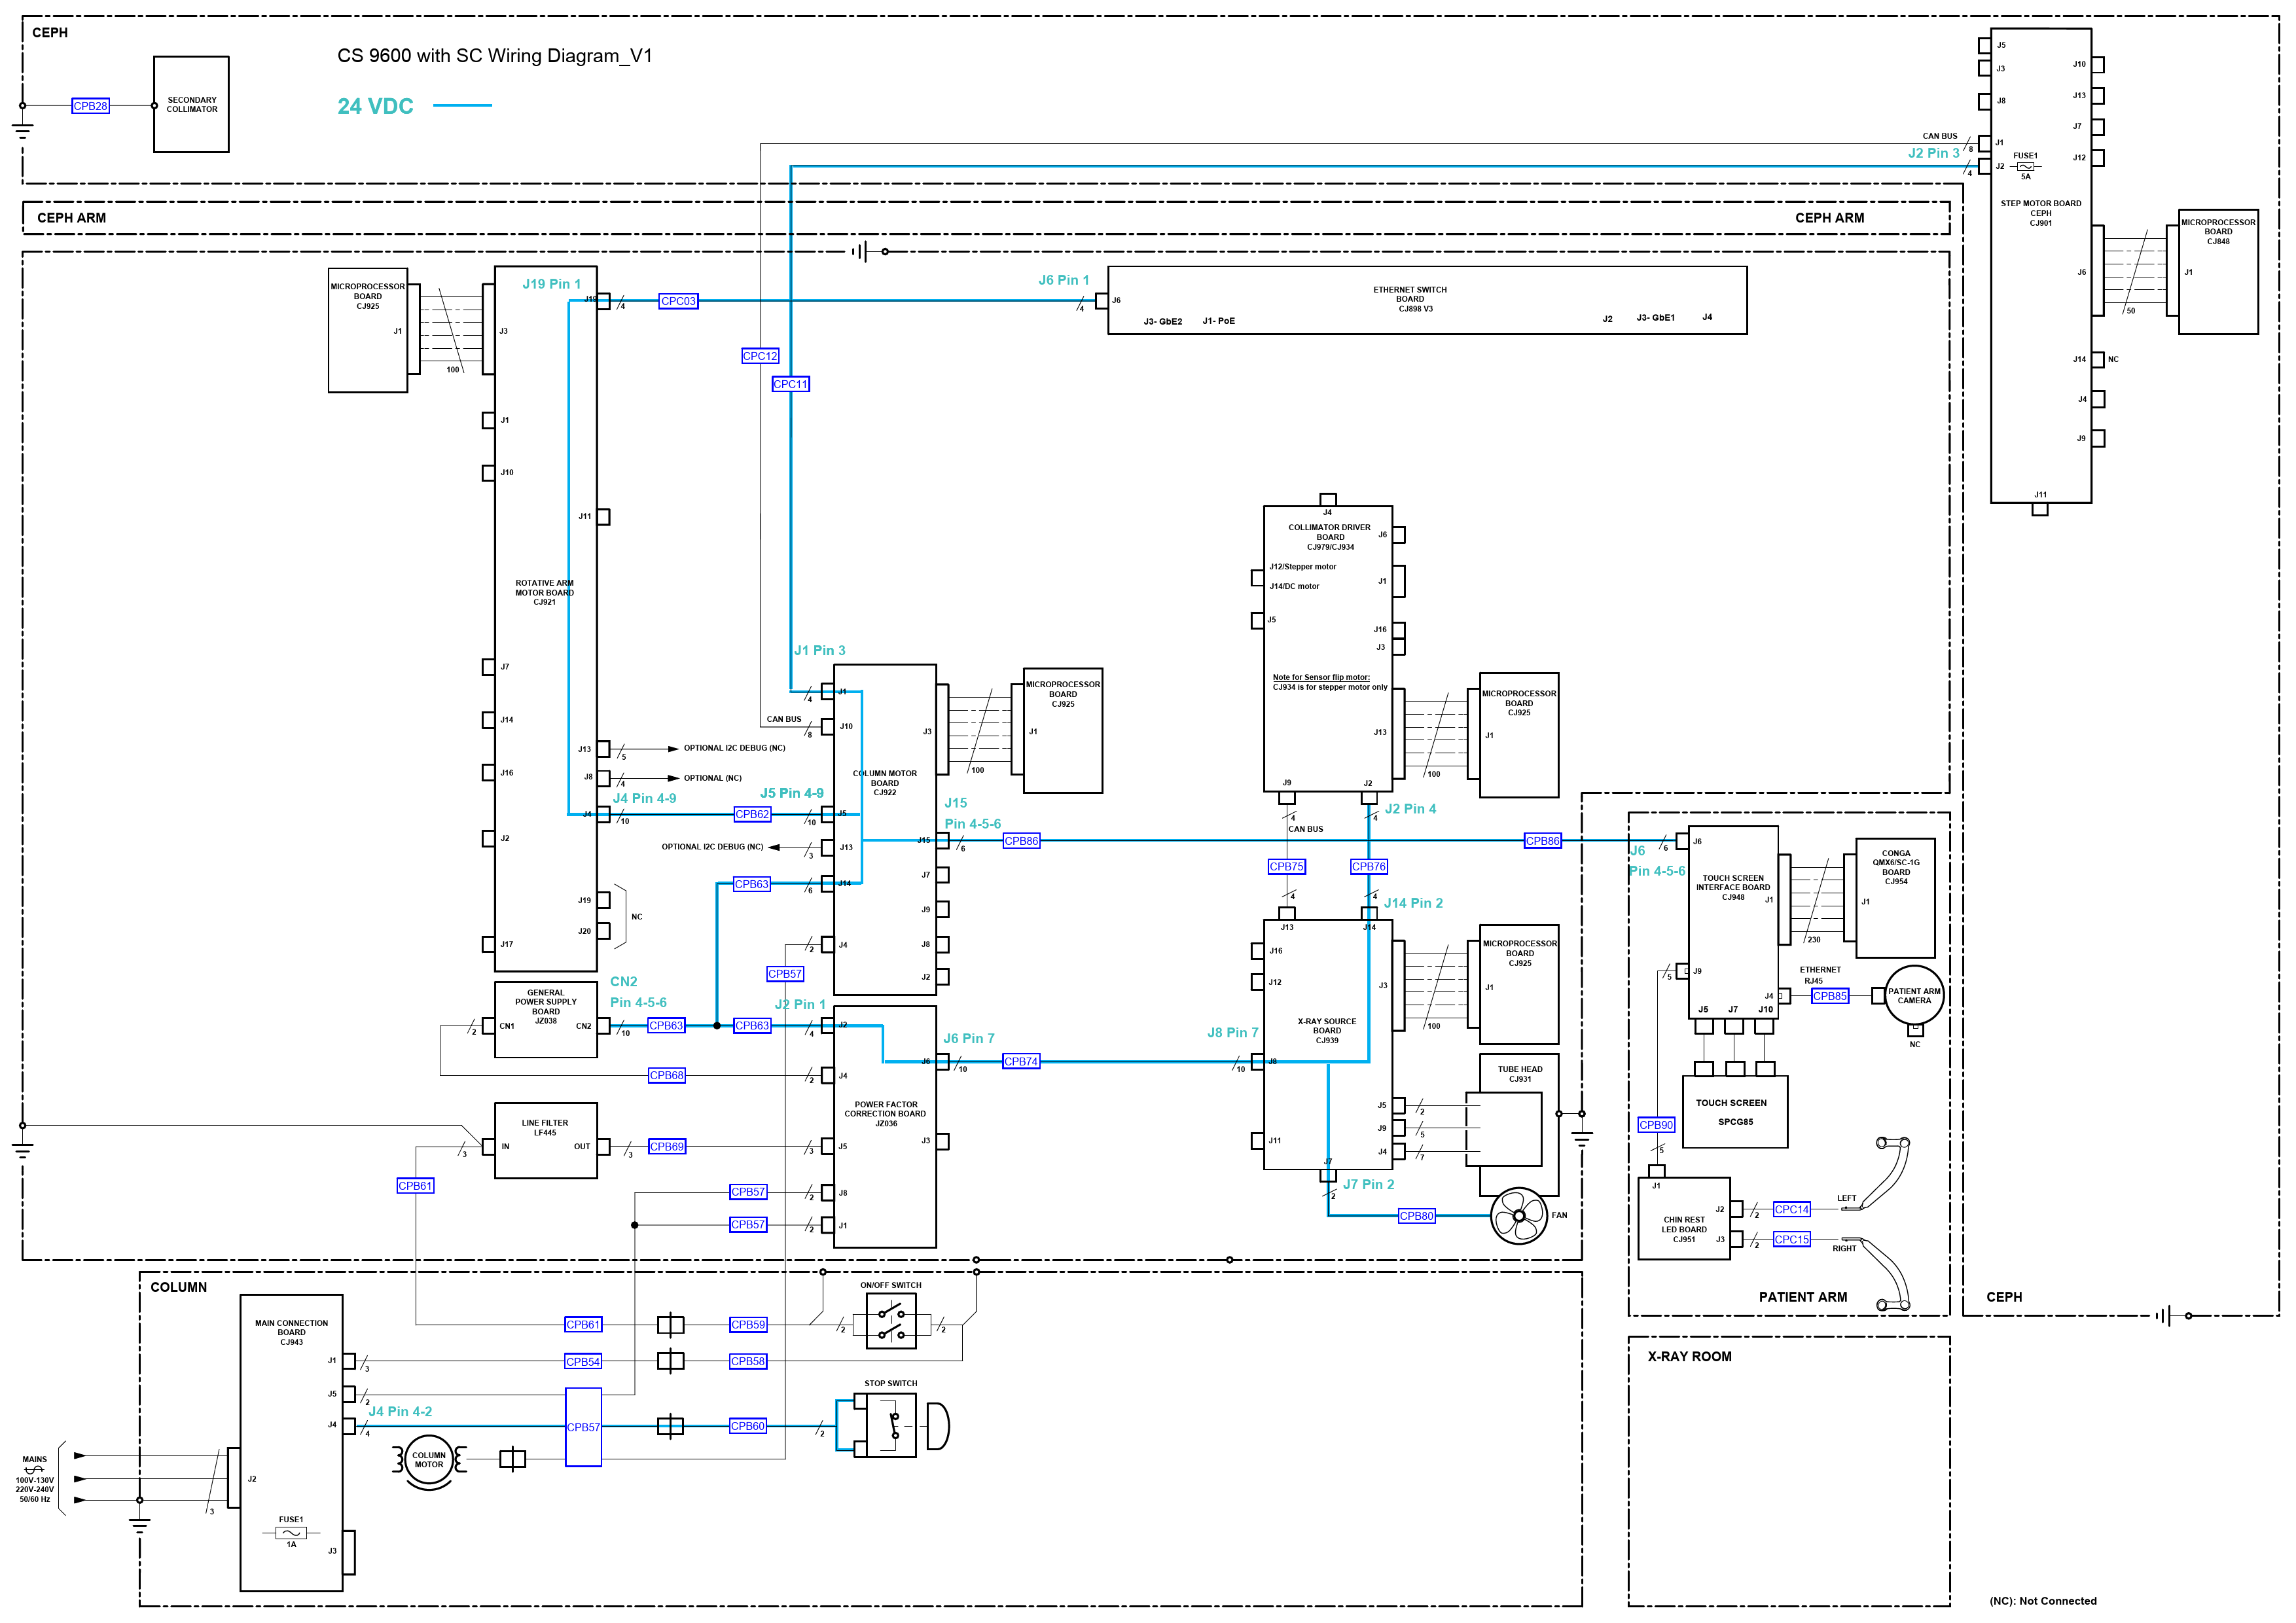 CEPH
CS 9600 with SC Wiring Diagram_V1
24 VDC
CPB28
SECONDARY
COLLIMATOR
J5
J3
J8
CAN BUS
8
J1
J2 Pin 3
4
J2
FUSE1
5A
J10
J13
J7
J12
STEP MOTOR BOARD
CEPH
CJ901
J6
50
MICROPROCESSOR
BOARD
CJ848
J1
J14
NC
J4
J9
J11
CEPH ARM
CEPH ARM
MICROPROCESSOR
BOARD
CJ925
J1
100
J3
J19 Pin 1
J19
4
CPC03
J6 Pin 1
4
J6
ETHERNET SWITCH
BOARD
CJ898 V3
J3- GbE2
J1- PoE
J2
J3- GbE1
J4
CPC12
CPC11
J1
J10
J11
ROTATIVE ARM
MOTOR BOARD
CJ921
J7
J14
J16
J2
J17
J13
5
OPTIONAL I2C DEBUG (NC)
J8
4
OPTIONAL (NC)
J4 Pin 4-9
J4
10
CPB62
J5 Pin 4-9
10
J5
J19
J20
NC
J1 Pin 3
4
J1
CAN BUS
8
J10
COLUMN MOTOR
BOARD
CJ922
J3
100
MICROPROCESSOR
BOARD
CJ925
J1
OPTIONAL I2C DEBUG (NC)
3
J13
J15
Pin 4-5-6
J15
6
CPB86
CPB86
CPB63
6
J14
J7
J9
J8
J2
2
J4
CPB57
J4
COLLIMATOR DRIVER
BOARD
CJ979/CJ934
J6
J12/Stepper motor
J14/DC motor
J1
J5
J16
J3
Note for Sensor flip motor:
CJ934 is for stepper motor only
J13
100
MICROPROCESSOR
BOARD
CJ925
J1
J9
J2
4
4
J2 Pin 4
CAN BUS
CPB75
CPB76
4
4
J14 Pin 2
J13
J14
J16
J12
J3
100
MICROPROCESSOR
BOARD
CJ925
J1
X-RAY SOURCE
BOARD
CJ939
J8 Pin 7
10
J8
J11
J5
2
J9
5
J4
7
TUBE HEAD
CJ931
J7
2
J7 Pin 2
CPB80
FAN
GENERAL
POWER SUPPLY
BOARD
JZ038
2
CN1
CN2
10
CN2
Pin 4-5-6
CPB63
CPB63
J2 Pin 1
4
J2
J6 Pin 7
J6
10
CPB74
CPB68
2
J4
POWER FACTOR
CORRECTION BOARD
JZ036
LINE FILTER
LF445
3
IN
OUT
3
CPB69
3
J5
J3
CPB61
CPB57
2
J8
CPB57
2
J1
J6
Pin 4-5-6
6
J6
TOUCH SCREEN
INTERFACE BOARD
CJ948
J1
230
CONGA
QMX6/SC-1G
BOARD
CJ954
J1
5
J9
J4
ETHERNET
RJ45
CPB85
PATIENT ARM
CAMERA
NC
J5
J7
J10
TOUCH SCREEN
SPCG85
CPB90
5
J1
CHIN REST
LED BOARD
CJ951
J2
2
CPC14
LEFT
J3
2
CPC15
RIGHT
PATIENT ARM
CEPH
COLUMN
MAIN CONNECTION
BOARD
CJ943
J1
3
J5
2
J4 Pin 4-2
J4
4
CPB61
CPB59
ON/OFF SWITCH
2
2
CPB54
CPB58
CPB57
CPB60
STOP SWITCH
2
COLUMN
MOTOR
MAINS
100V-130V
220V-240V
50/60 Hz
3
J2
FUSE1
1A
J3
X-RAY ROOM
(NC): Not Connected